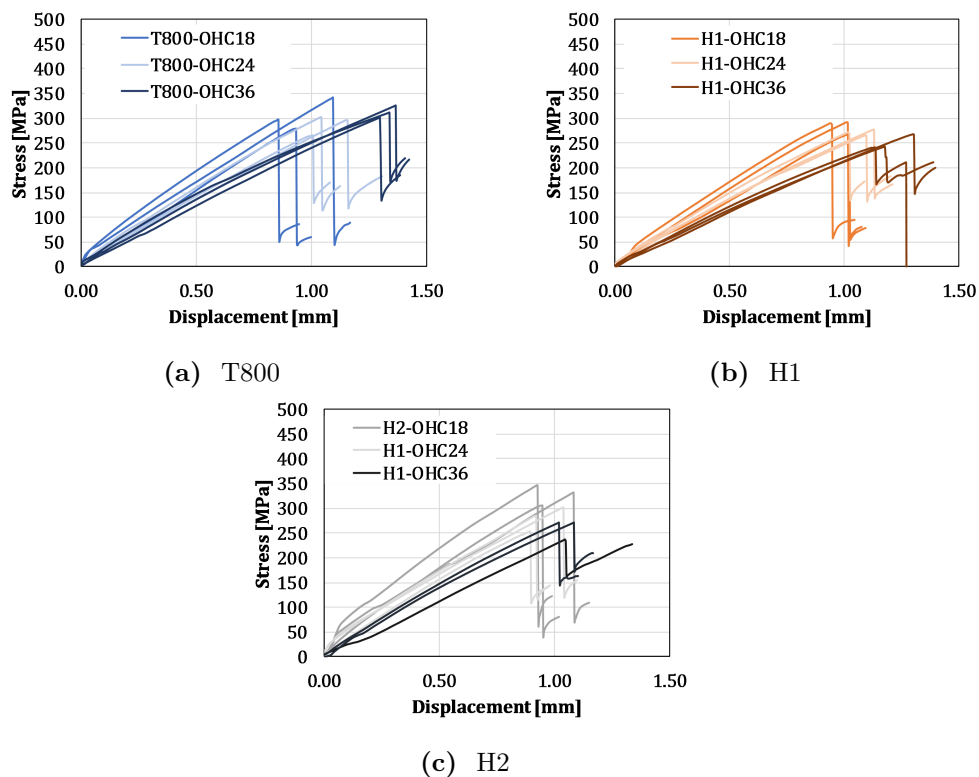 500
450
400
350
300
250
200
150
100
50
0
Stress [MPa]
T800-OHC18
T800-OHC24
T800-OHC36
0.00 0.50 1.00 1.50
Displacement [mm]
(a) T800
500
450
400
350
300
250
200
150
100
50
0
Stress [MPa]
H1-OHC18
H1-OHC24
H1-OHC36
0.00 0.50 1.00 1.50
Displacement [mm]
(b) H1
500
450
400
350
300
250
200
150
100
50
0
Stress [MPa]
H2-OHC18
H1-OHC24
H1-OHC36
0.00 0.50 1.00 1.50
Displacement [mm]
(c) H2